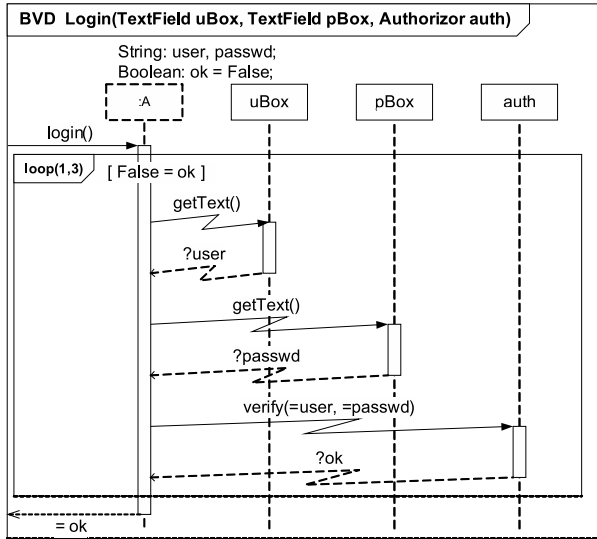 BVD Login(TextField uBox, TextField pBox, Authorizor auth)
String: user, passwd;
Boolean: ok = False;
:A
uBox
pBox
auth
login()
loop(1,3)
[ False = ok ]
getText()
?user
getText()
?passwd
verify(=user, =passwd)
?ok
= ok